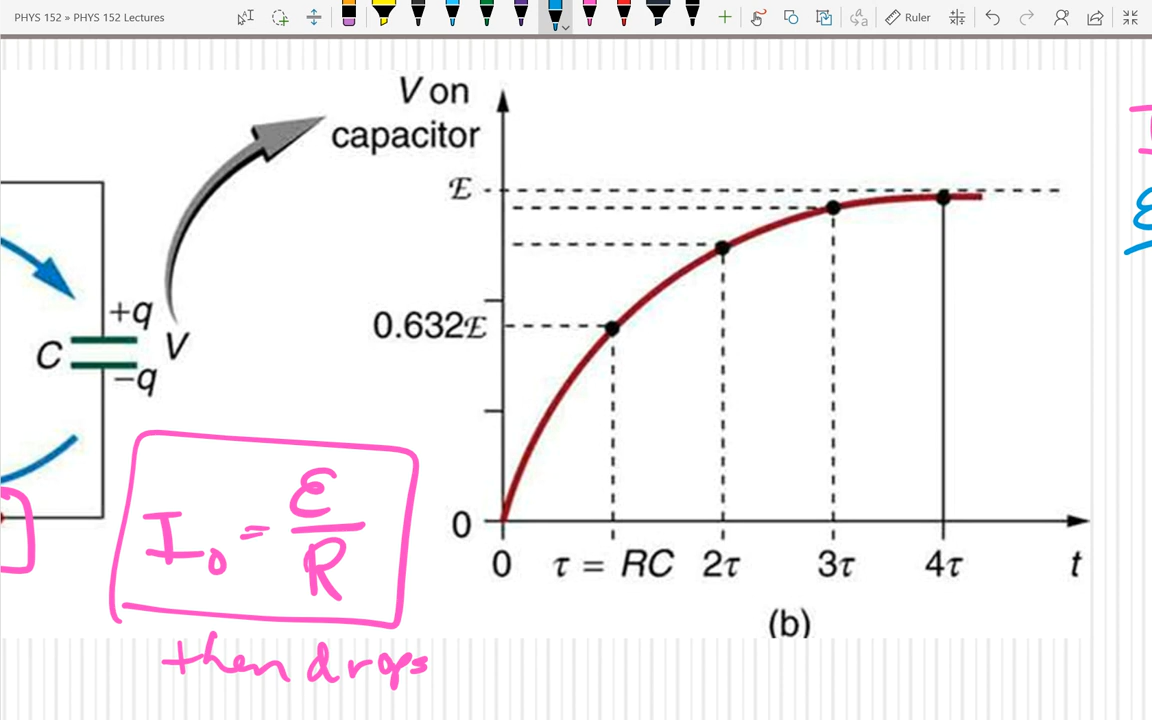 PHYS 152 » PHYS 152 Lectures
Ruler
V on
capacitor
ℰ
0.632ℰ
0
0
τ = RC
2τ
3τ
4τ
t
(b)
+q
C
V
−q
I₀ = ℰ/R
then drops